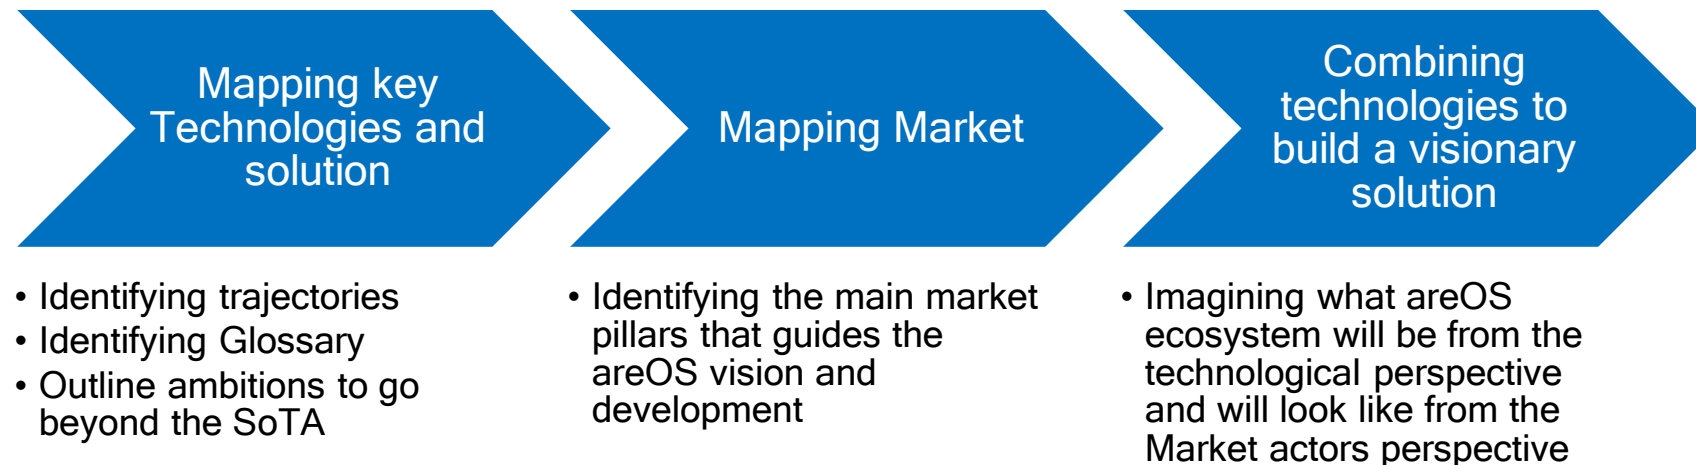 Mapping key
Technologies and
solution
• Identifying trajectories
• Identifying Glossary
• Outline ambitions to go
beyond the SoTA
Mapping Market
• Identifying the main market
pillars that guides the
areOS vision and
development
Combining
technologies to
build a visionary
solution
• Imagining what areOS
ecosystem will be from the
technological perspective
and will look like from the
Market actors perspective